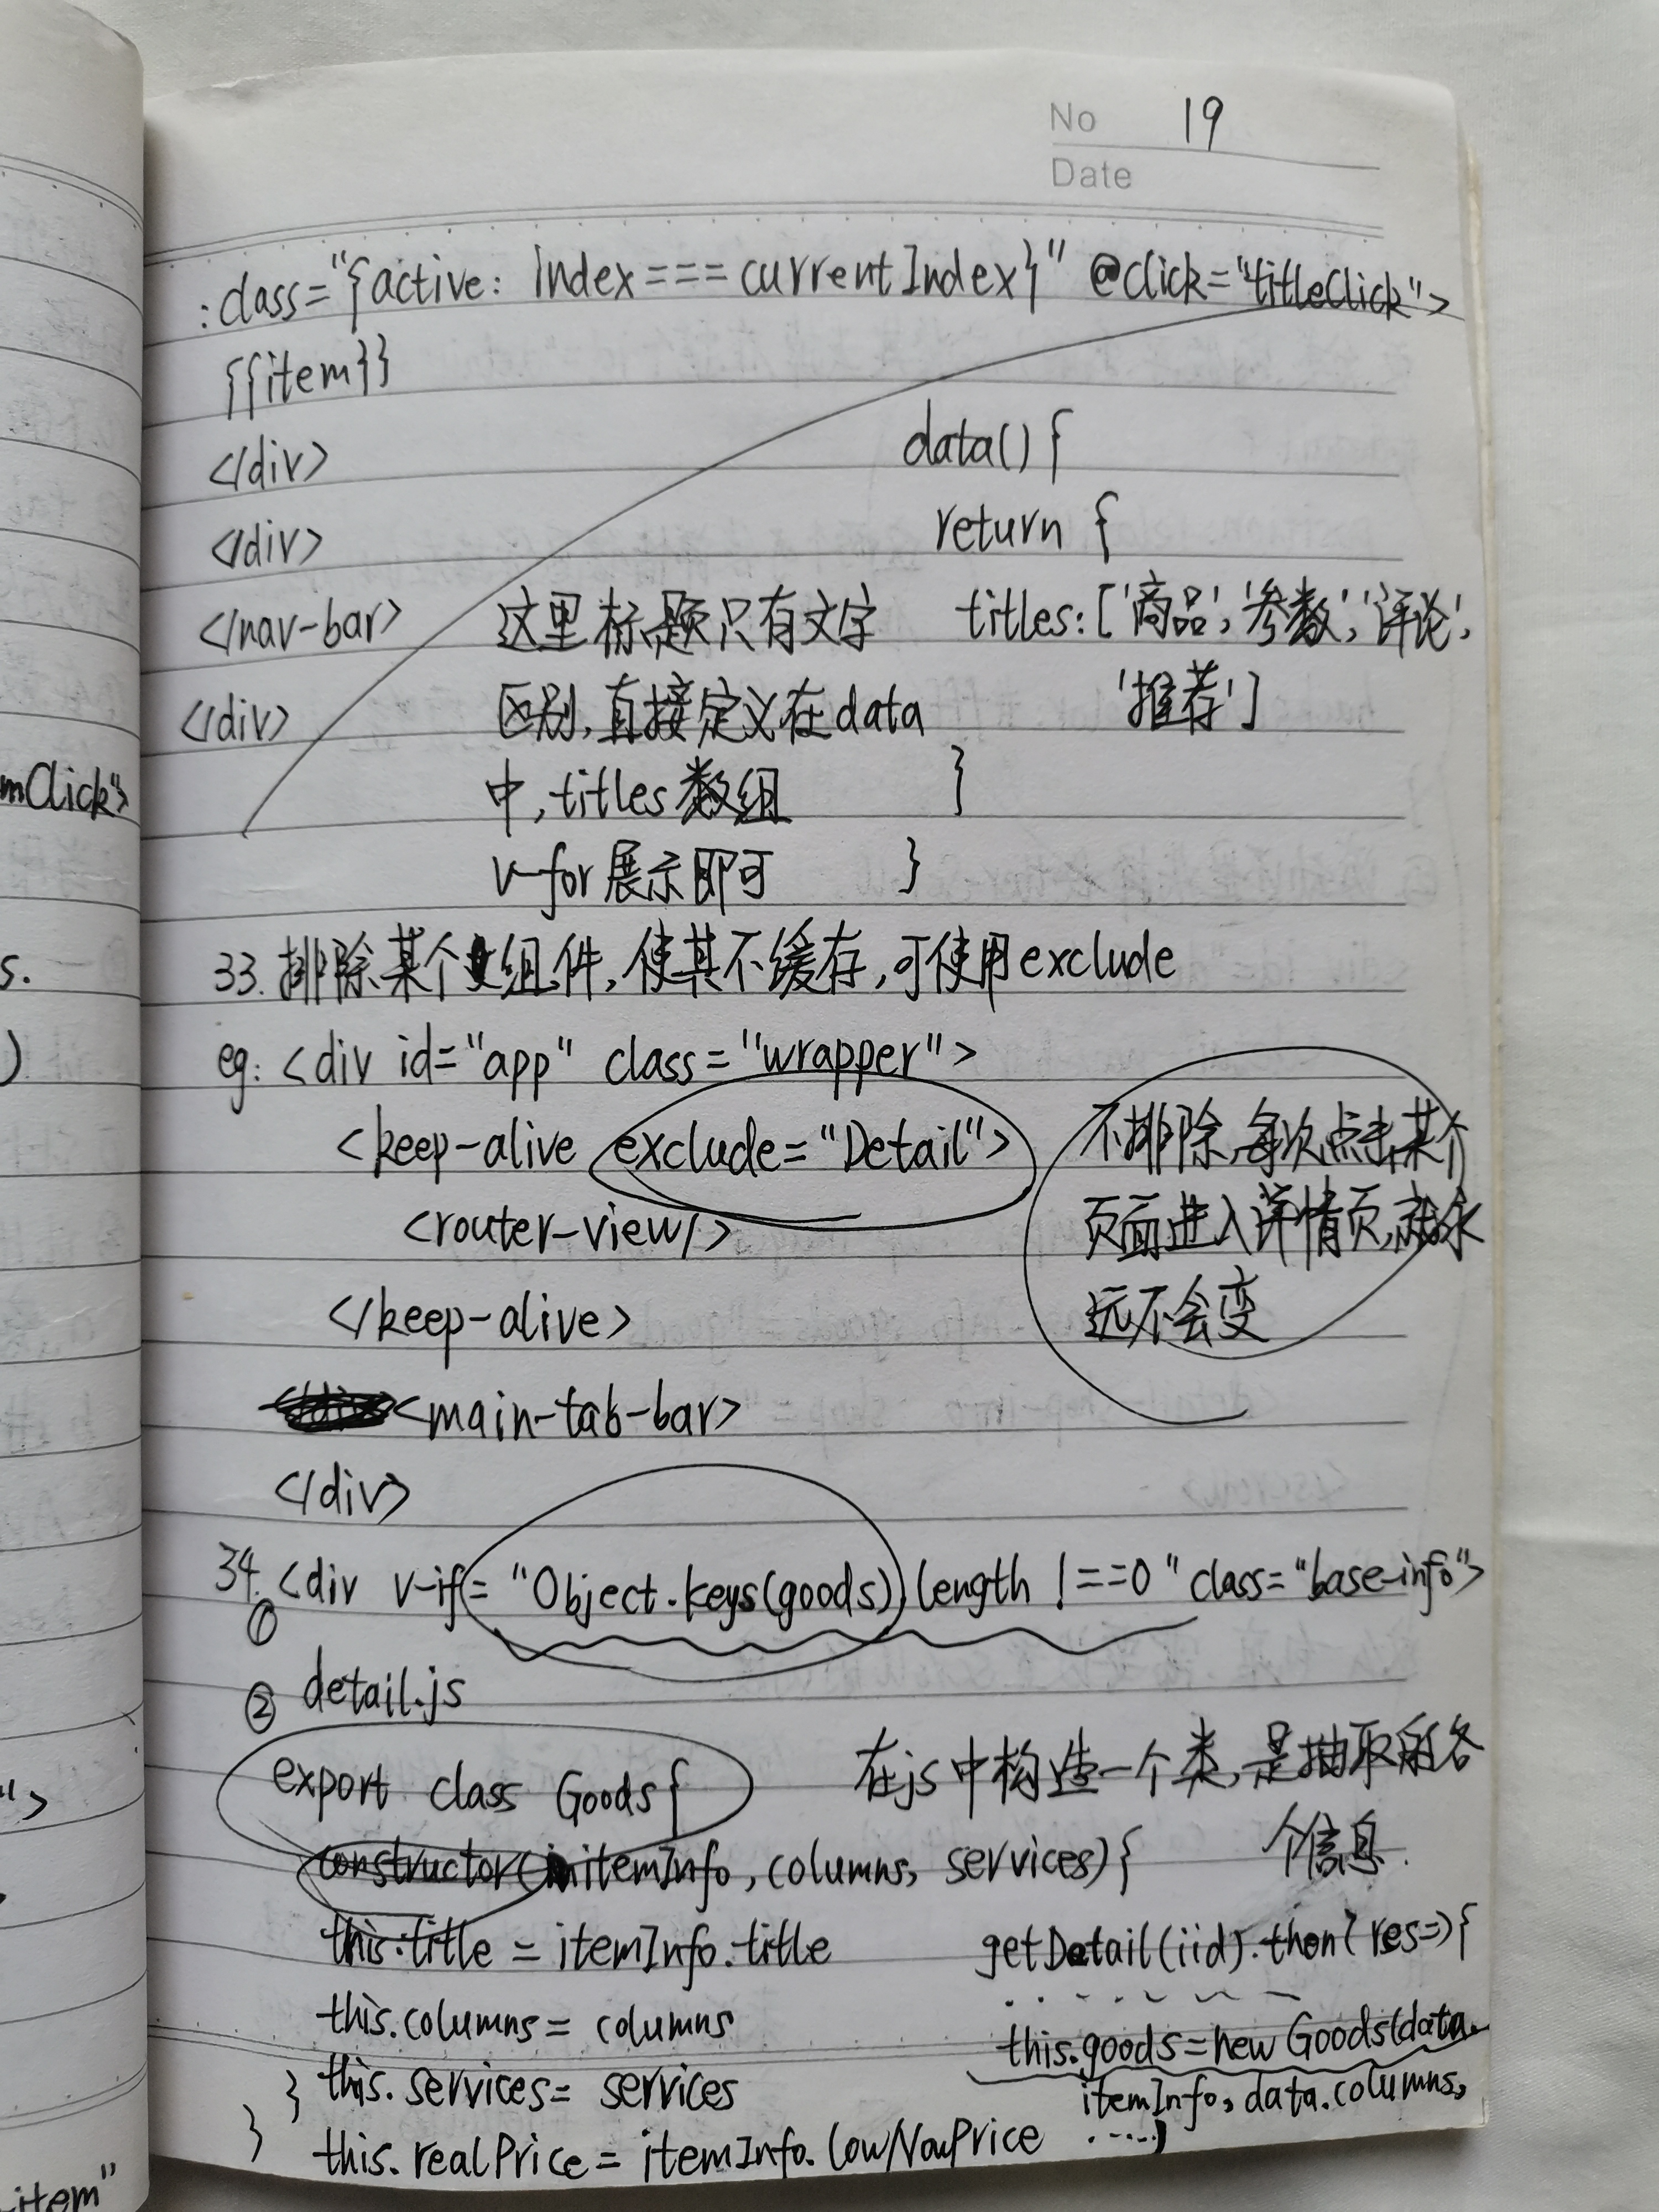 No 19
Date
:class="{active: index===currentIndex}" @click="titleClick">
{{item}}
</div>
</div>
</nav-bar>
</div>
这里标题只有文字
区别,直接定义在data
中,titles数组
v-for展示即可
data(){
return {
titles:['商品','参数','评论',
'推荐']
}
}
33.排除某个组件,使其不缓存,可使用exclude
eg: <div id="app" class="wrapper">
<keep-alive exclude="Detail">
<router-view/>
</keep-alive>
<main-tab-bar>
</div>
不排除,每次点击某个
页面进入详情页,就永
远不会变
34.① <div v-if="Object.keys(goods).length !==0" class="base-info">
② detail.js
export class Goods{
constructor(itemInfo, columns, services){
this.title = itemInfo.title
this.columns = columns
} this.services = services
} this.realPrice = itemInfo.lowNowPrice
在js中构造一个类,是抽取的各
个信息.
getDetail(iid).then(res=>{
......
this.goods=new Goods(data.
itemInfo, data.columns,
.....)
mClick">
s.
)
">
item"